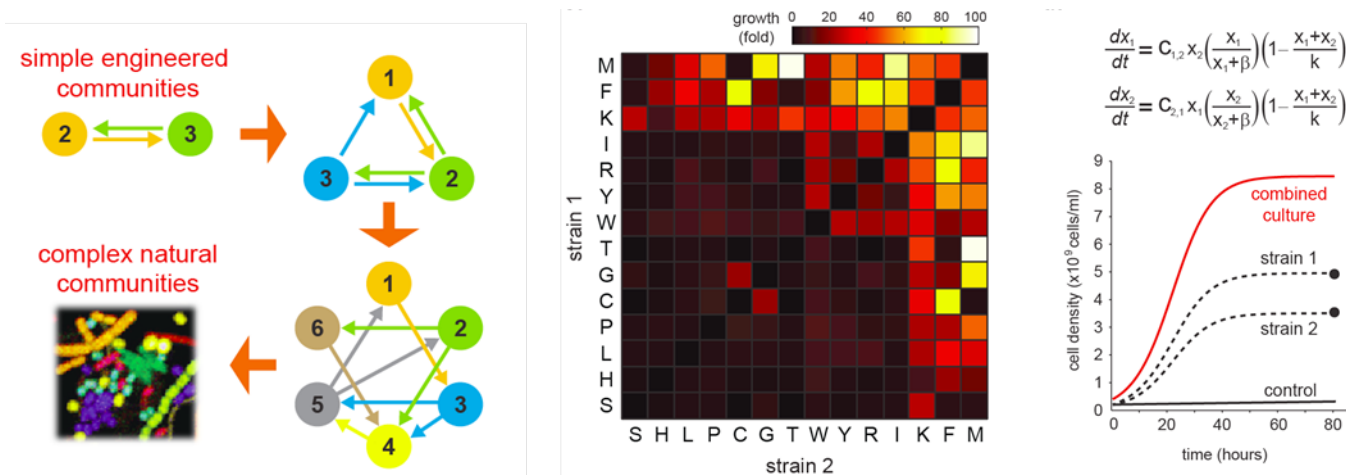 simple engineered
communities
2
3
1
3
2
complex natural
communities
1
6
2
5
3
4
growth
(fold)
0 20 40 60 80 100
strain 1
M
F
K
I
R
Y
W
T
G
C
P
L
H
S
S H L P C G T W Y R I K F M
strain 2
dx₁/dt = C₁,₂ x₂(x₁/(x₁+β))(1−(x₁+x₂)/k)
dx₂/dt = C₂,₁ x₁(x₂/(x₂+β))(1−(x₁+x₂)/k)
cell density (x10⁹ cells/ml)
9
8
7
6
5
4
3
2
1
0
combined
culture
strain 1
strain 2
control
0 20 40 60 80
time (hours)